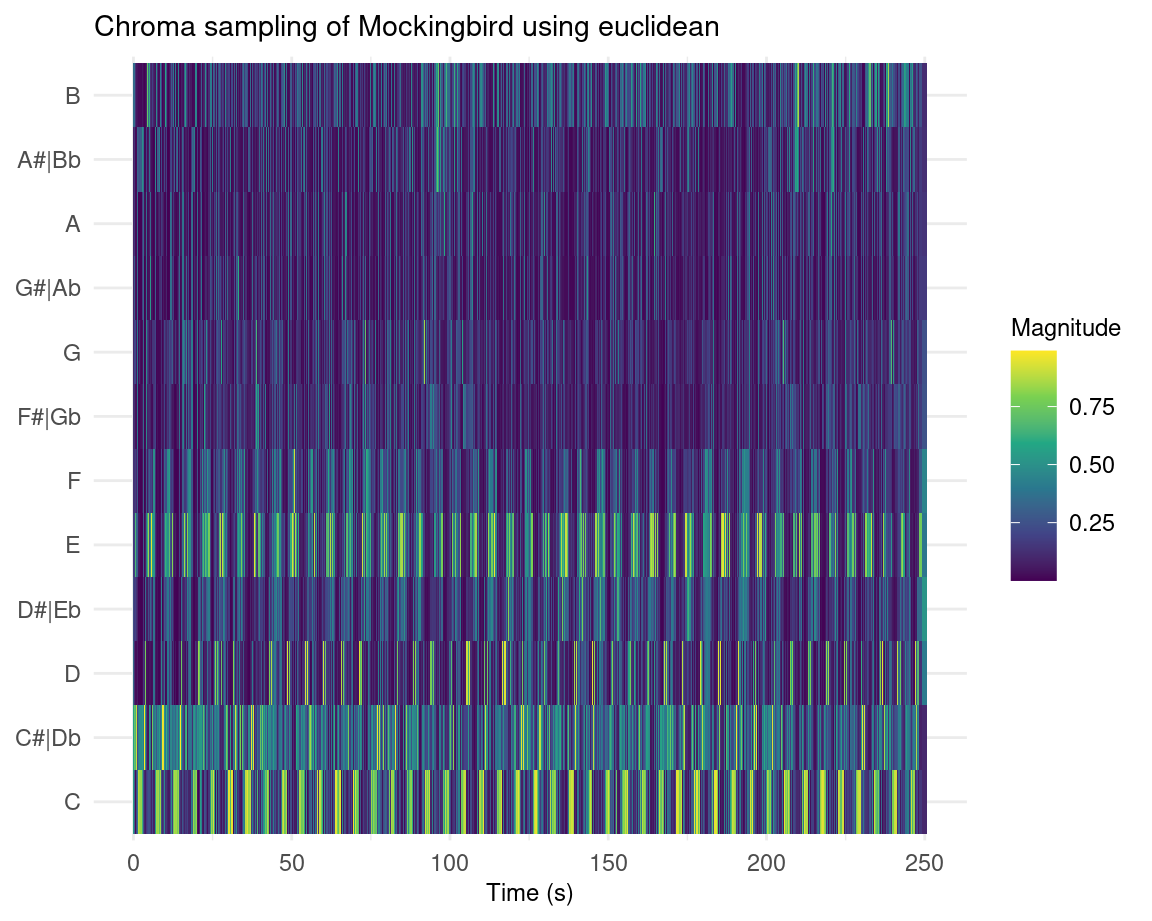 Chroma sampling of Mockingbird using euclidean
B
A#|Bb
A
G#|Ab
G
F#|Gb
F
E
D#|Eb
D
C#|Db
C
0 50 100 150 200 250
Time (s)
Magnitude
0.75
0.50
0.25